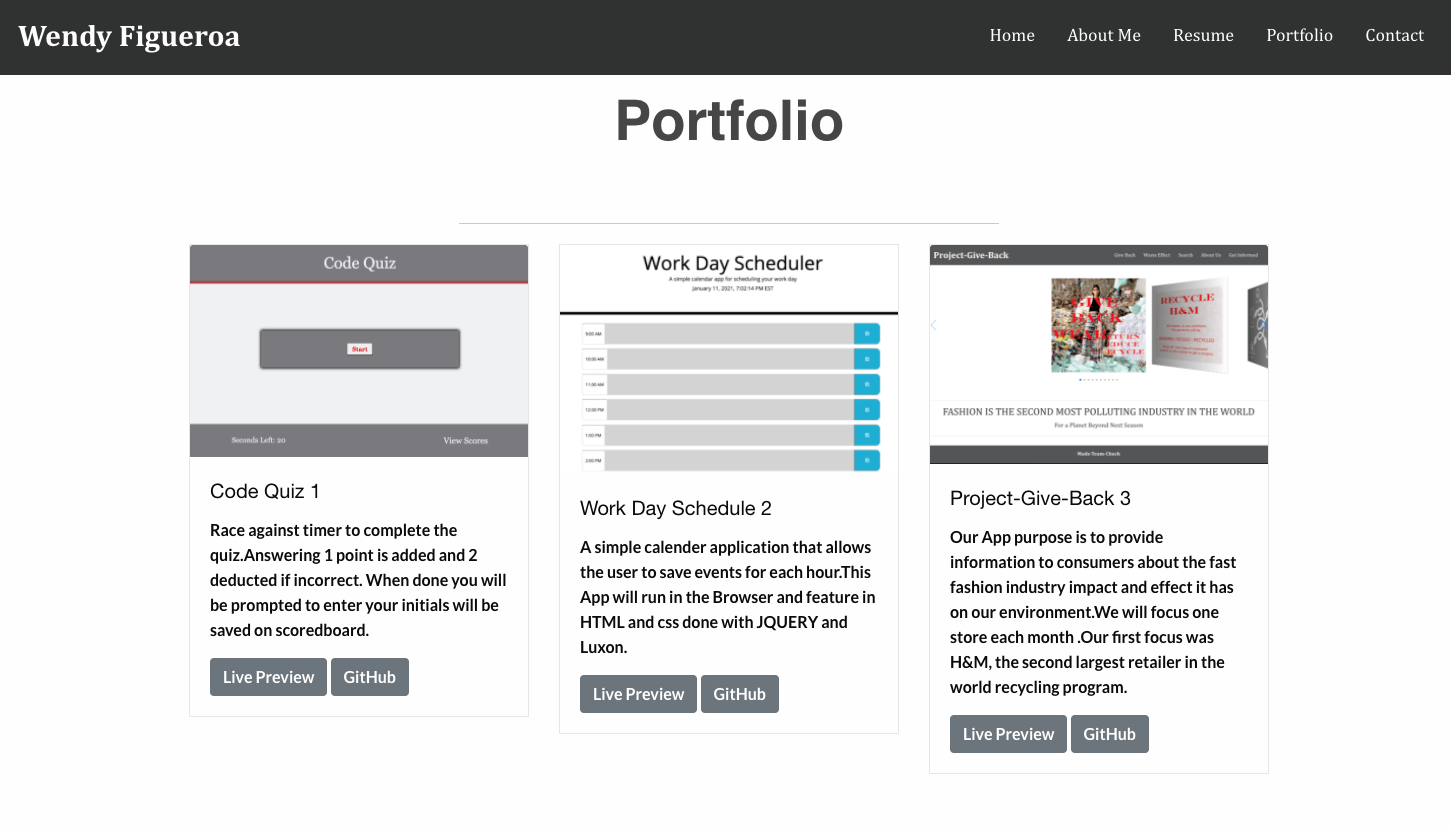 Wendy Figueroa
Home About Me Resume Portfolio Contact
Portfolio
Code Quiz
Start
Seconds Left: 20 View Scores
Code Quiz 1
Race against timer to complete the
quiz.Answering 1 point is added and 2
deducted if incorrect. When done you will
be prompted to enter your initials will be
saved on scoredboard.
Live Preview GitHub
Work Day Scheduler
A simple calendar app for scheduling your work day
January 11, 2021, 7:02:14 PM EST
9:00 AM
10:00 AM
11:00 AM
12:00 PM
1:00 PM
2:00 PM
Work Day Schedule 2
A simple calender application that allows
the user to save events for each hour.This
App will run in the Browser and feature in
HTML and css done with JQUERY and
Luxon.
Live Preview GitHub
Project-Give-Back
Give Back Waste Effect Search About Us Get Informed
GIVE
BACK
WEAR
RECYCLE
H&M
FASHION IS THE SECOND MOST POLLUTING INDUSTRY IN THE WORLD
For a Planet Beyond Next Season
Made-Team-Chuck
Project-Give-Back 3
Our App purpose is to provide
information to consumers about the fast
fashion industry impact and effect it has
on our environment.We will focus one
store each month .Our first focus was
H&M, the second largest retailer in the
world recycling program.
Live Preview GitHub